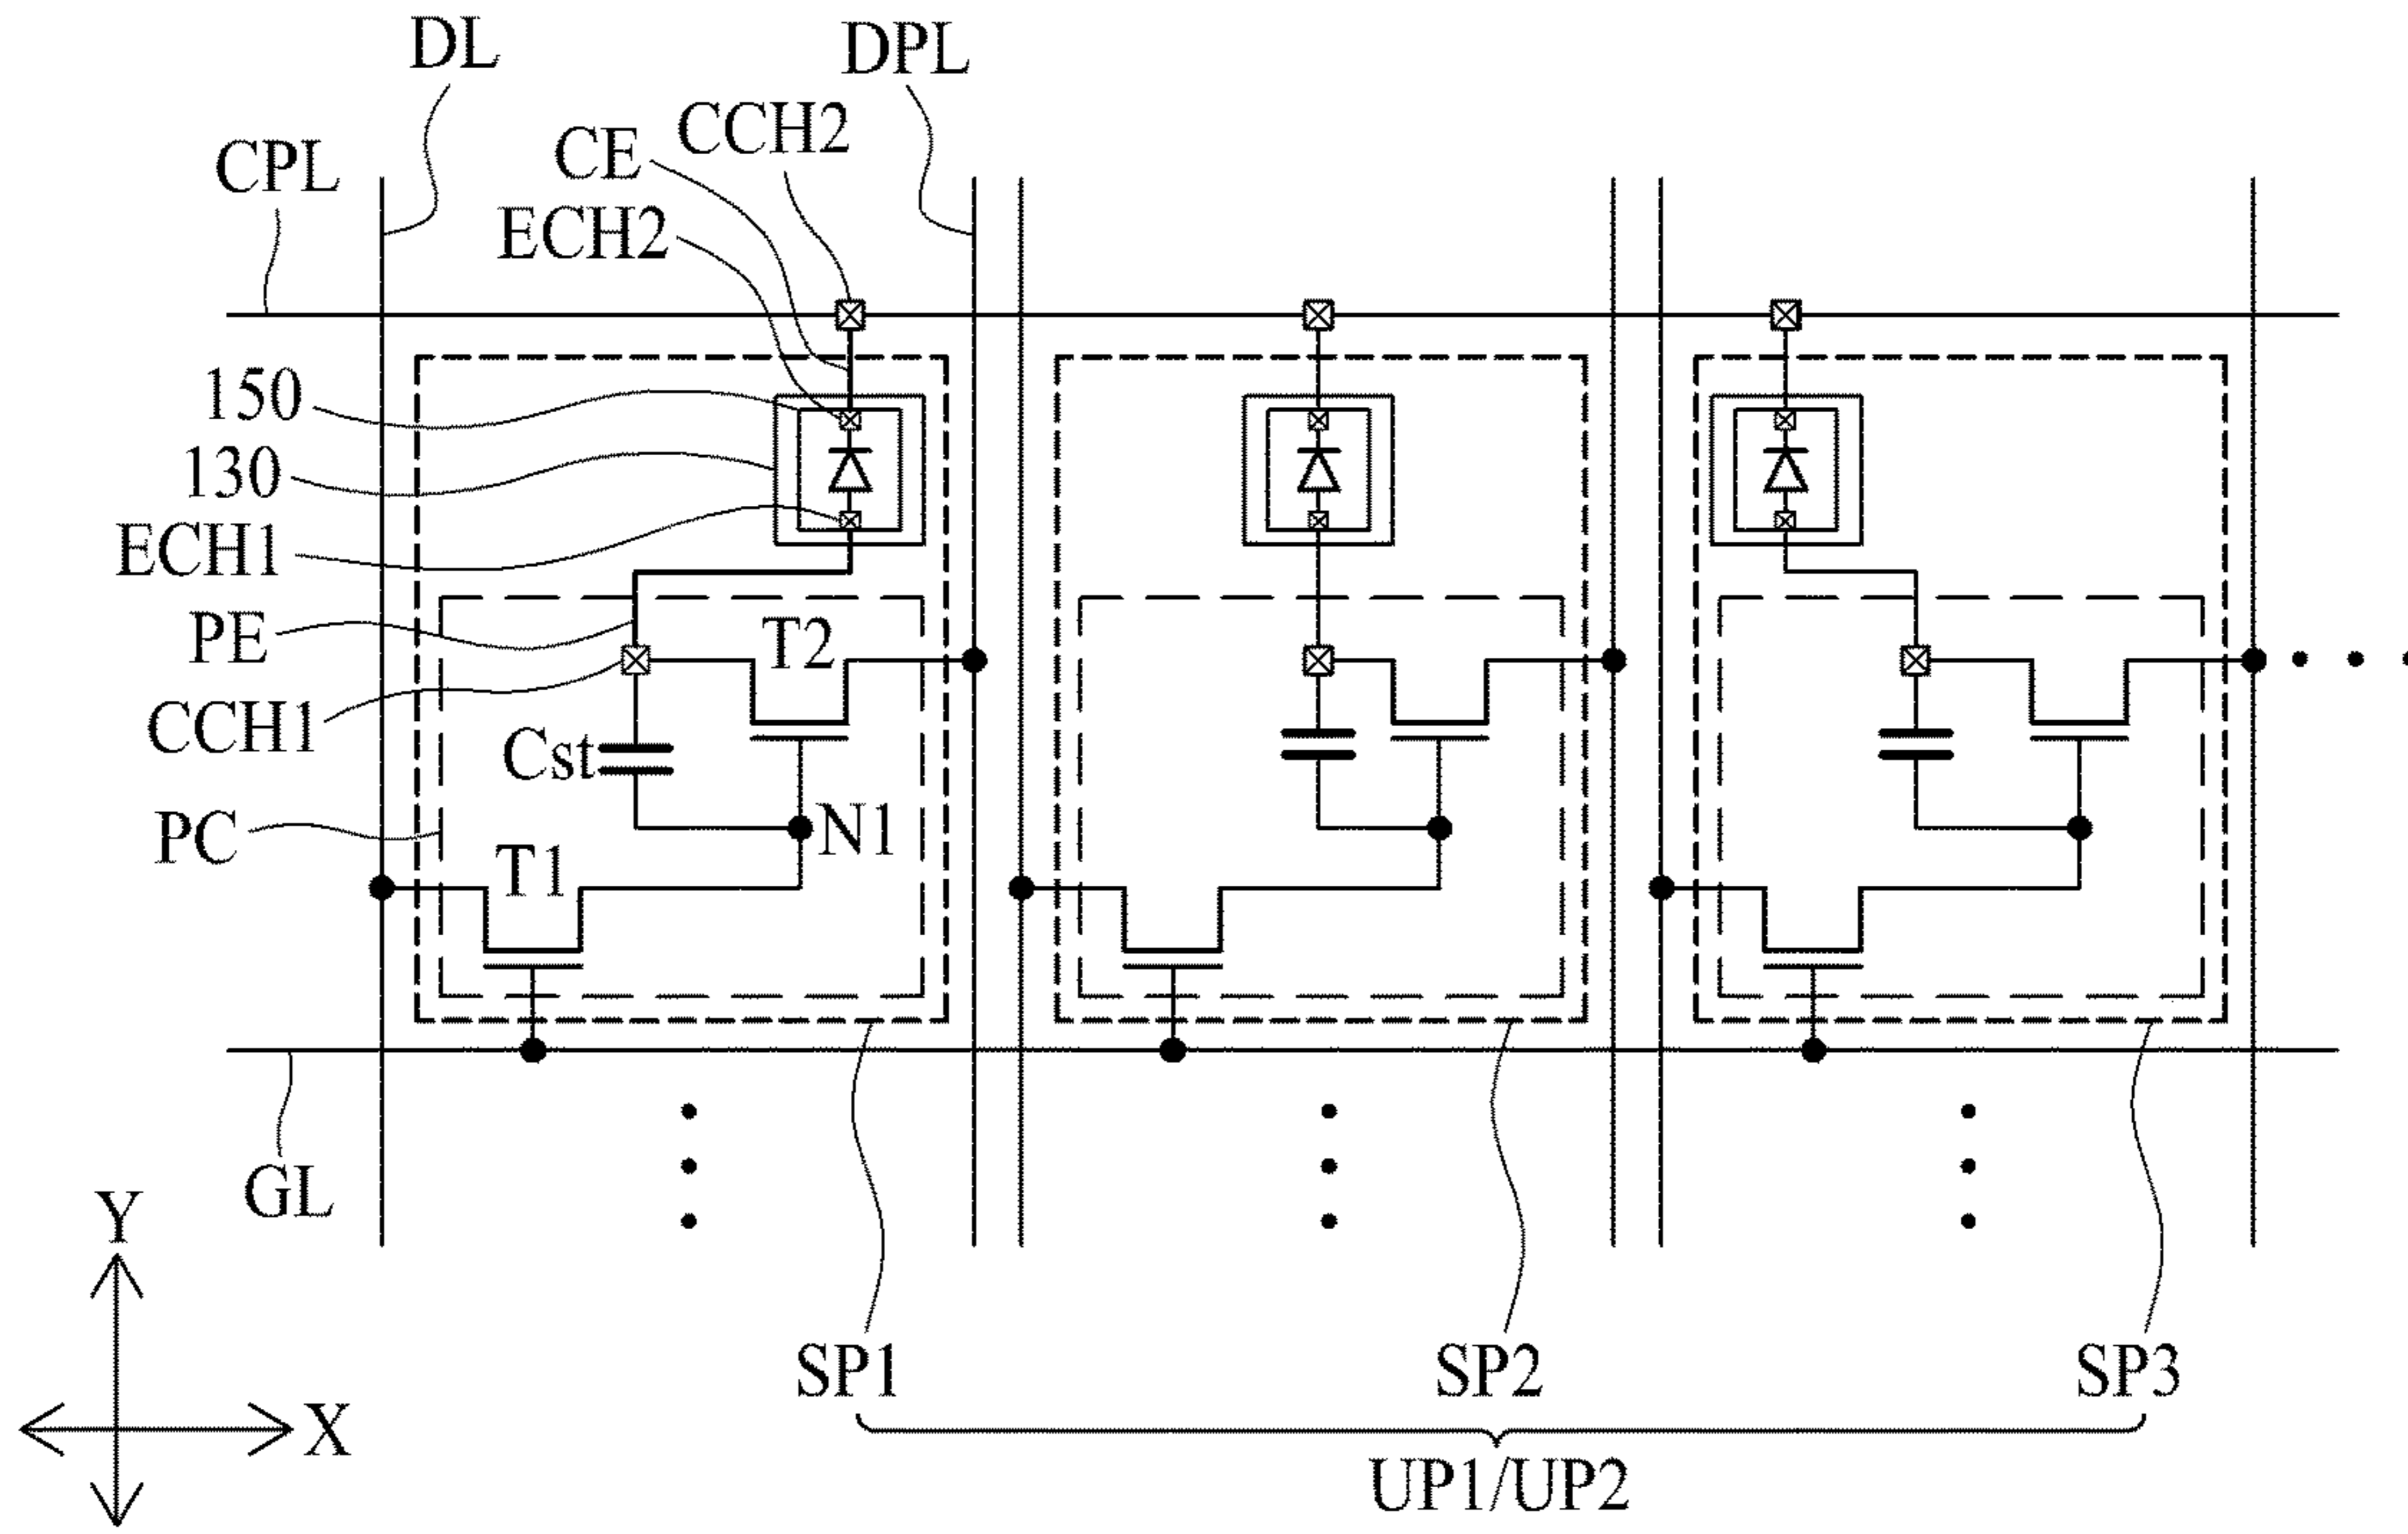 DL
DPL
CCH2
CE
CPL
ECH2
150
130
ECH1
PE
T2
CCH1
Cst
PC
N1
T1
GL
Y
X
SP1
SP2
SP3
UP1/UP2